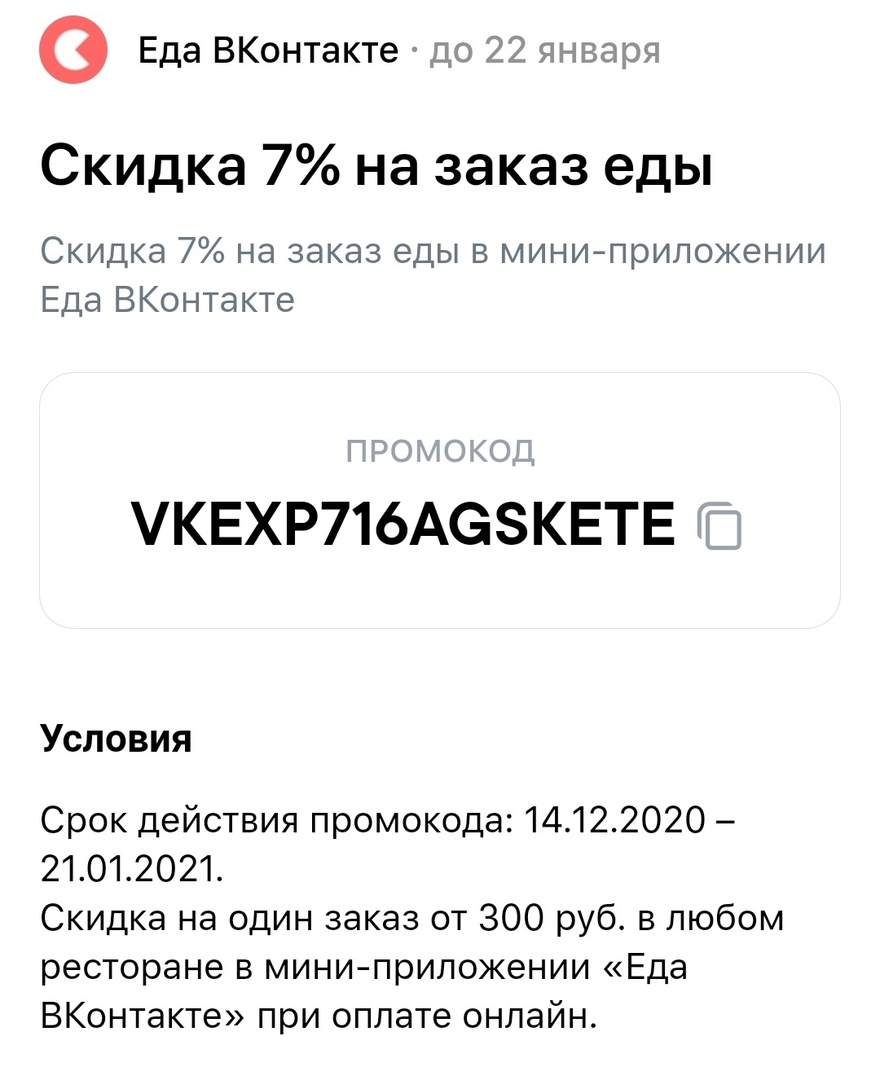 Еда ВКонтакте · до 22 января
Скидка 7% на заказ еды
Скидка 7% на заказ еды в мини-приложении
Еда ВКонтакте
ПРОМОКОД
VKEXP716AGSKETE
Условия
Срок действия промокода: 14.12.2020 –
21.01.2021.
Скидка на один заказ от 300 руб. в любом
ресторане в мини-приложении «Еда
ВКонтакте» при оплате онлайн.